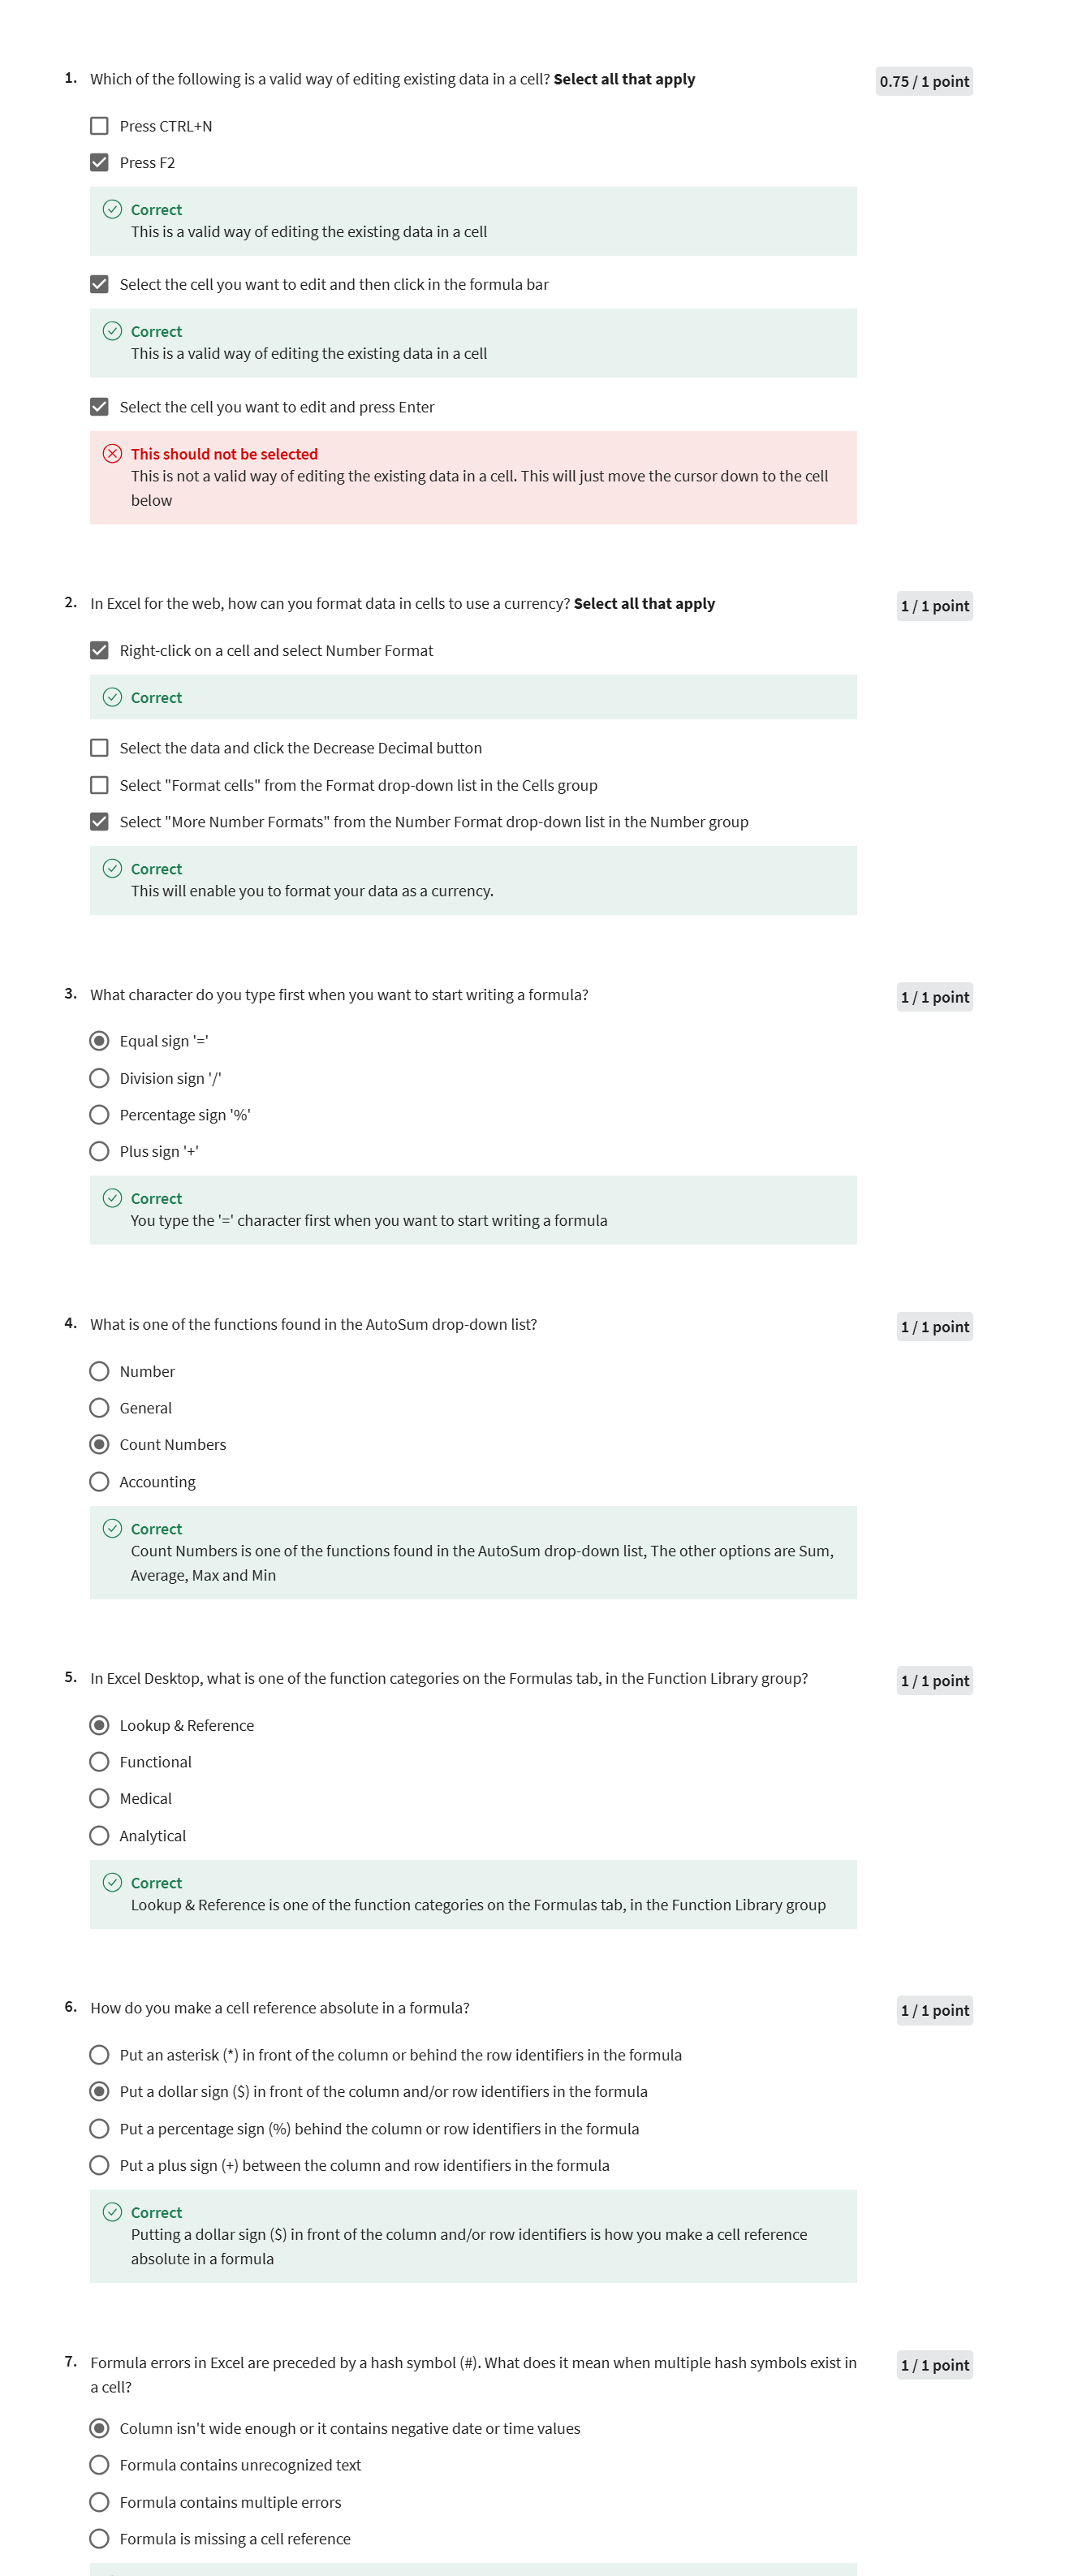 1. Which of the following is a valid way of editing existing data in a cell? Select all that apply
0.75 / 1 point
Press CTRL+N
Press F2
Correct
This is a valid way of editing the existing data in a cell
Select the cell you want to edit and then click in the formula bar
Correct
This is a valid way of editing the existing data in a cell
Select the cell you want to edit and press Enter
This should not be selected
This is not a valid way of editing the existing data in a cell. This will just move the cursor down to the cell
below
2. In Excel for the web, how can you format data in cells to use a currency? Select all that apply
1 / 1 point
Right-click on a cell and select Number Format
Correct
Select the data and click the Decrease Decimal button
Select "Format cells" from the Format drop-down list in the Cells group
Select "More Number Formats" from the Number Format drop-down list in the Number group
Correct
This will enable you to format your data as a currency.
3. What character do you type first when you want to start writing a formula?
1 / 1 point
Equal sign '='
Division sign '/'
Percentage sign '%'
Plus sign '+'
Correct
You type the '=' character first when you want to start writing a formula
4. What is one of the functions found in the AutoSum drop-down list?
1 / 1 point
Number
General
Count Numbers
Accounting
Correct
Count Numbers is one of the functions found in the AutoSum drop-down list, The other options are Sum,
Average, Max and Min
5. In Excel Desktop, what is one of the function categories on the Formulas tab, in the Function Library group?
1 / 1 point
Lookup & Reference
Functional
Medical
Analytical
Correct
Lookup & Reference is one of the function categories on the Formulas tab, in the Function Library group
6. How do you make a cell reference absolute in a formula?
1 / 1 point
Put an asterisk (*) in front of the column or behind the row identifiers in the formula
Put a dollar sign ($) in front of the column and/or row identifiers in the formula
Put a percentage sign (%) behind the column or row identifiers in the formula
Put a plus sign (+) between the column and row identifiers in the formula
Correct
Putting a dollar sign ($) in front of the column and/or row identifiers is how you make a cell reference
absolute in a formula
7. Formula errors in Excel are preceded by a hash symbol (#). What does it mean when multiple hash symbols exist in
a cell?
1 / 1 point
Column isn't wide enough or it contains negative date or time values
Formula contains unrecognized text
Formula contains multiple errors
Formula is missing a cell reference